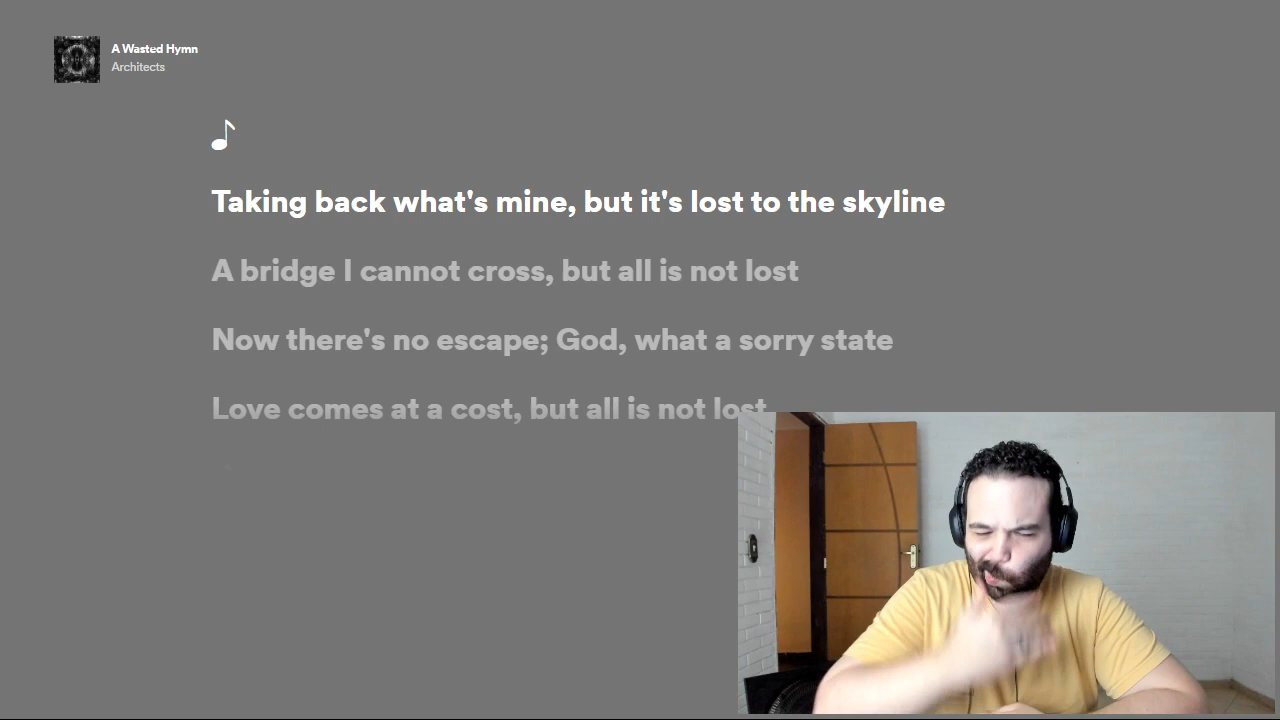 A Wasted Hymn
Architects
Taking back what's mine, but it's lost to the skyline
A bridge I cannot cross, but all is not lost
Now there's no escape; God, what a sorry state
Love comes at a cost, but all is not lost